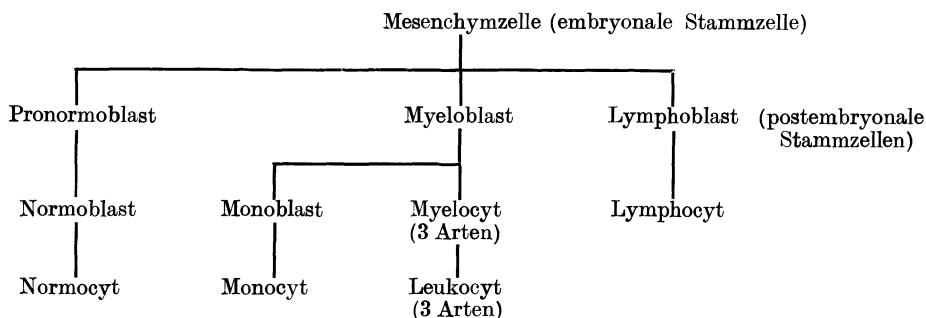 Mesenchymzelle (embryonale Stammzelle)
Pronormoblast Myeloblast Lymphoblast (postembryonale
Stammzellen)
Normoblast Monoblast Myelocyt Lymphocyt
(3 Arten)
Normocyt Monocyt Leukocyt
(3 Arten)